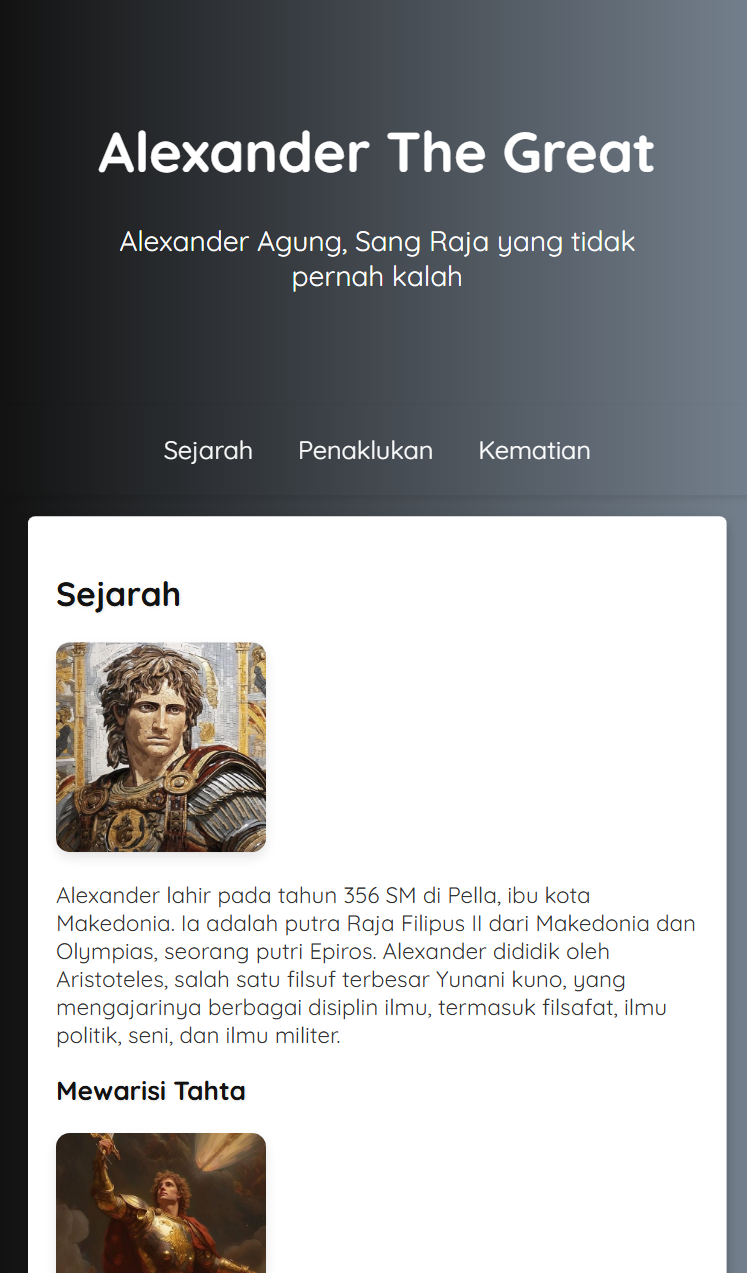 Alexander The Great
Alexander Agung, Sang Raja yang tidak
pernah kalah
Sejarah Penaklukan Kematian
Sejarah
Alexander lahir pada tahun 356 SM di Pella, ibu kota
Makedonia. Ia adalah putra Raja Filipus II dari Makedonia dan
Olympias, seorang putri Epiros. Alexander dididik oleh
Aristoteles, salah satu filsuf terbesar Yunani kuno, yang
mengajarinya berbagai disiplin ilmu, termasuk filsafat, ilmu
politik, seni, dan ilmu militer.
Mewarisi Tahta